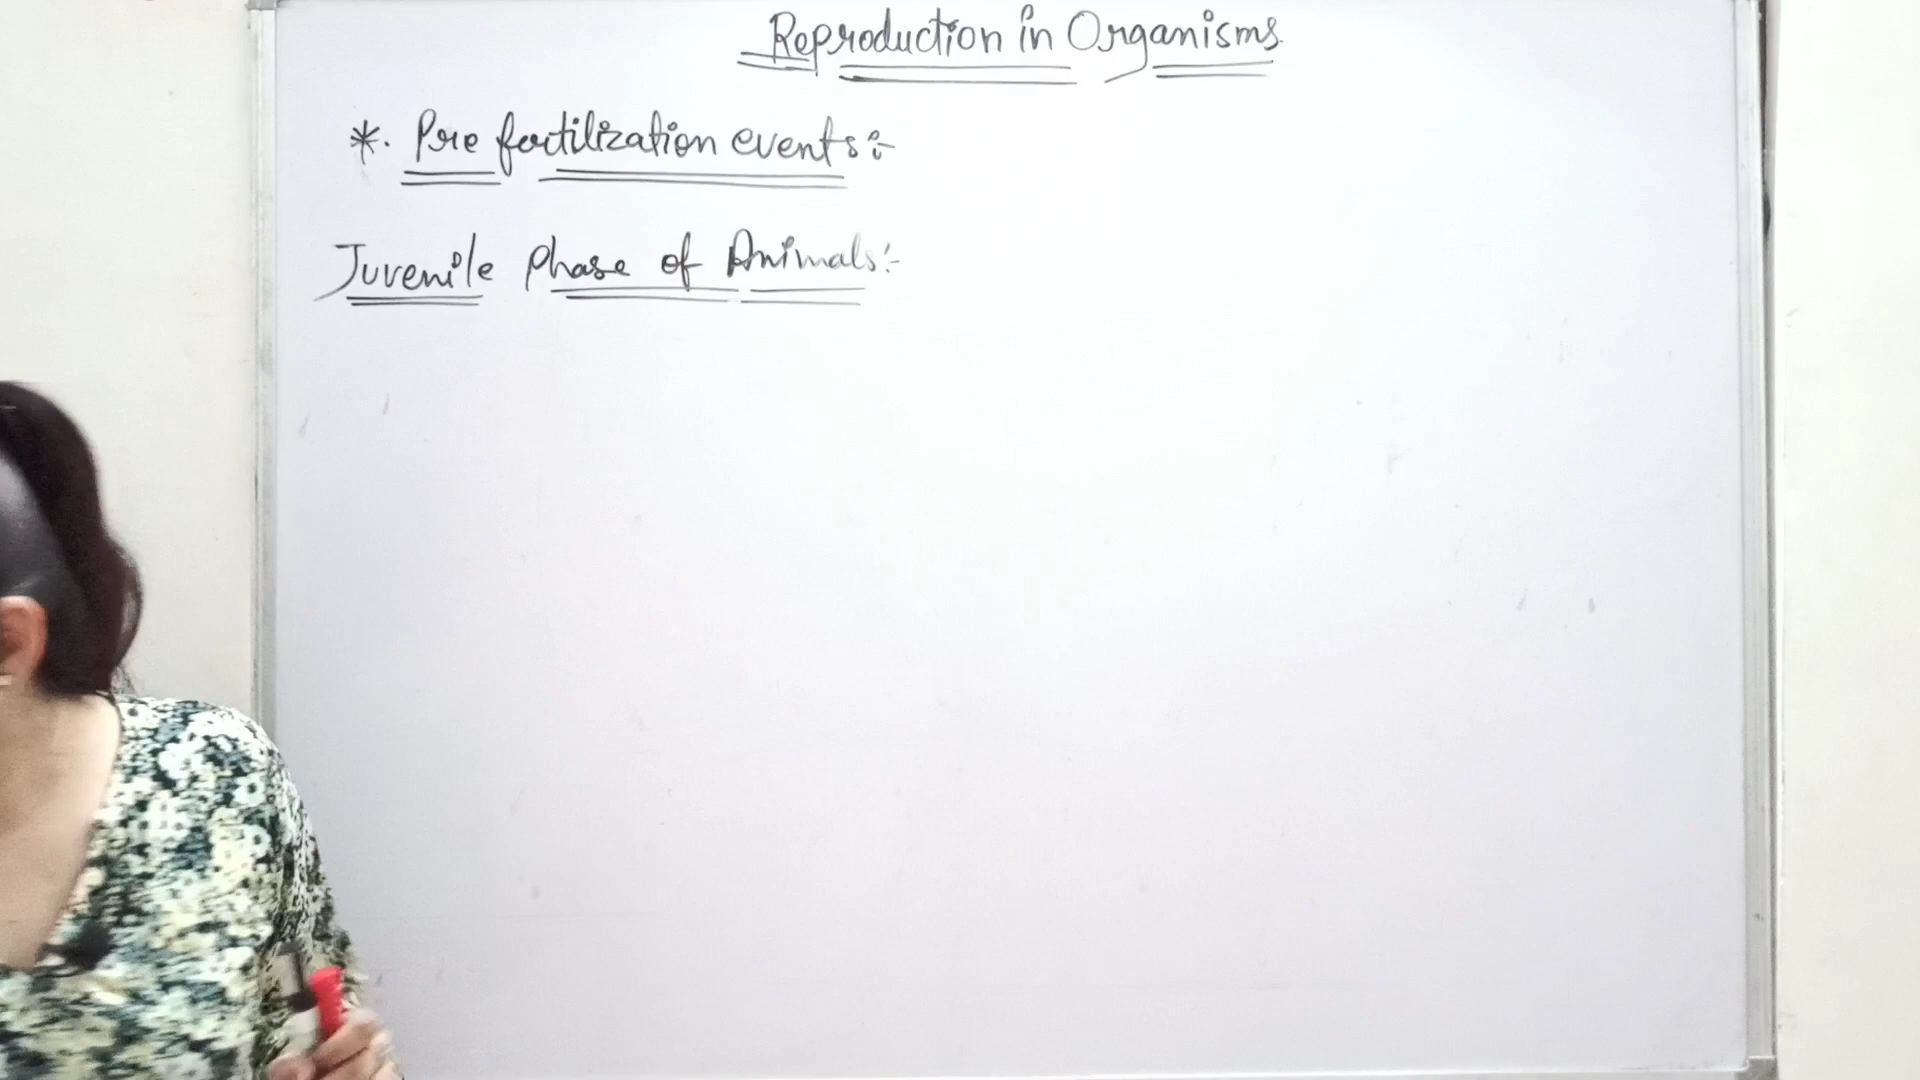 Reproduction in Organisms
*. Pre fertilization events:-
Juvenile phase of Animals:-